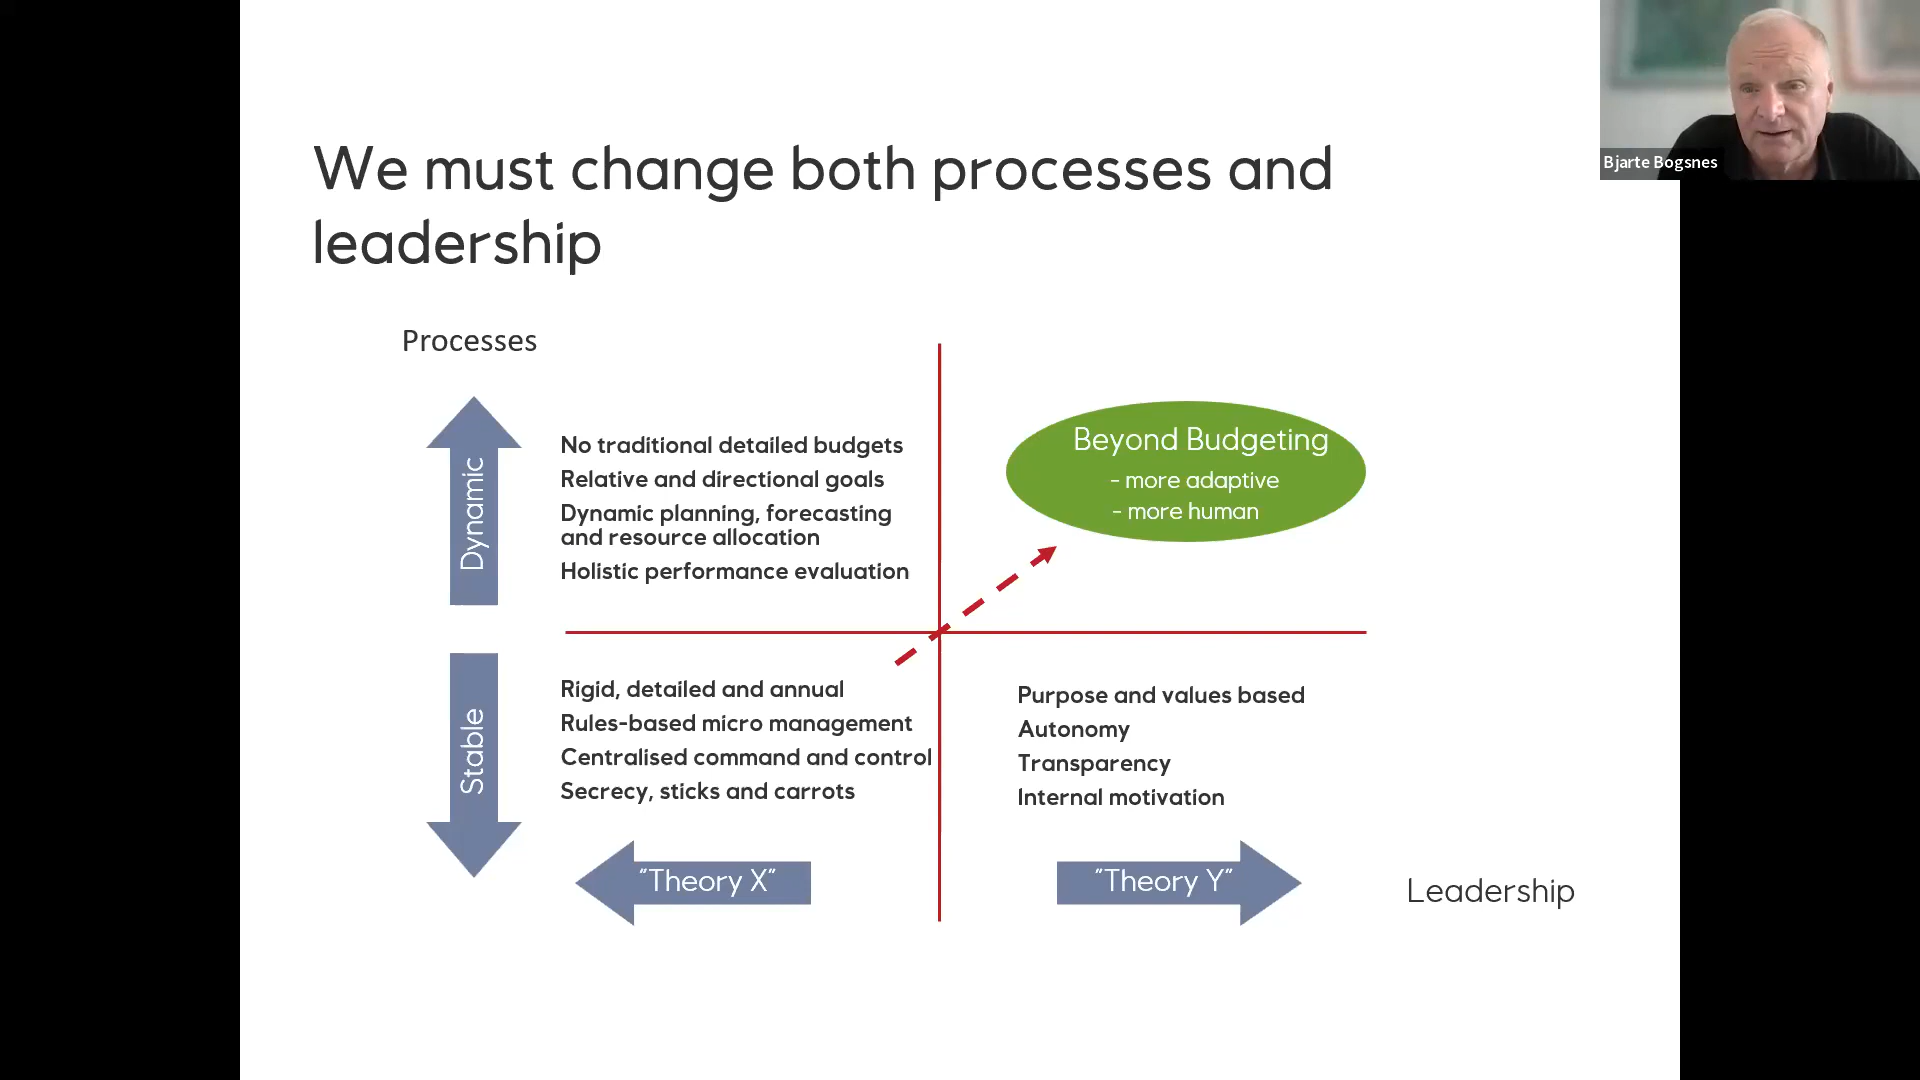 We must change both processes and
leadership
Bjarte Bogsnes
Processes
Dynamic
No traditional detailed budgets
Relative and directional goals
Dynamic planning, forecasting
and resource allocation
Holistic performance evaluation
Beyond Budgeting
- more adaptive
- more human
Stable
Rigid, detailed and annual
Rules-based micro management
Centralised command and control
Secrecy, sticks and carrots
Purpose and values based
Autonomy
Transparency
Internal motivation
"Theory X"
"Theory Y"
Leadership